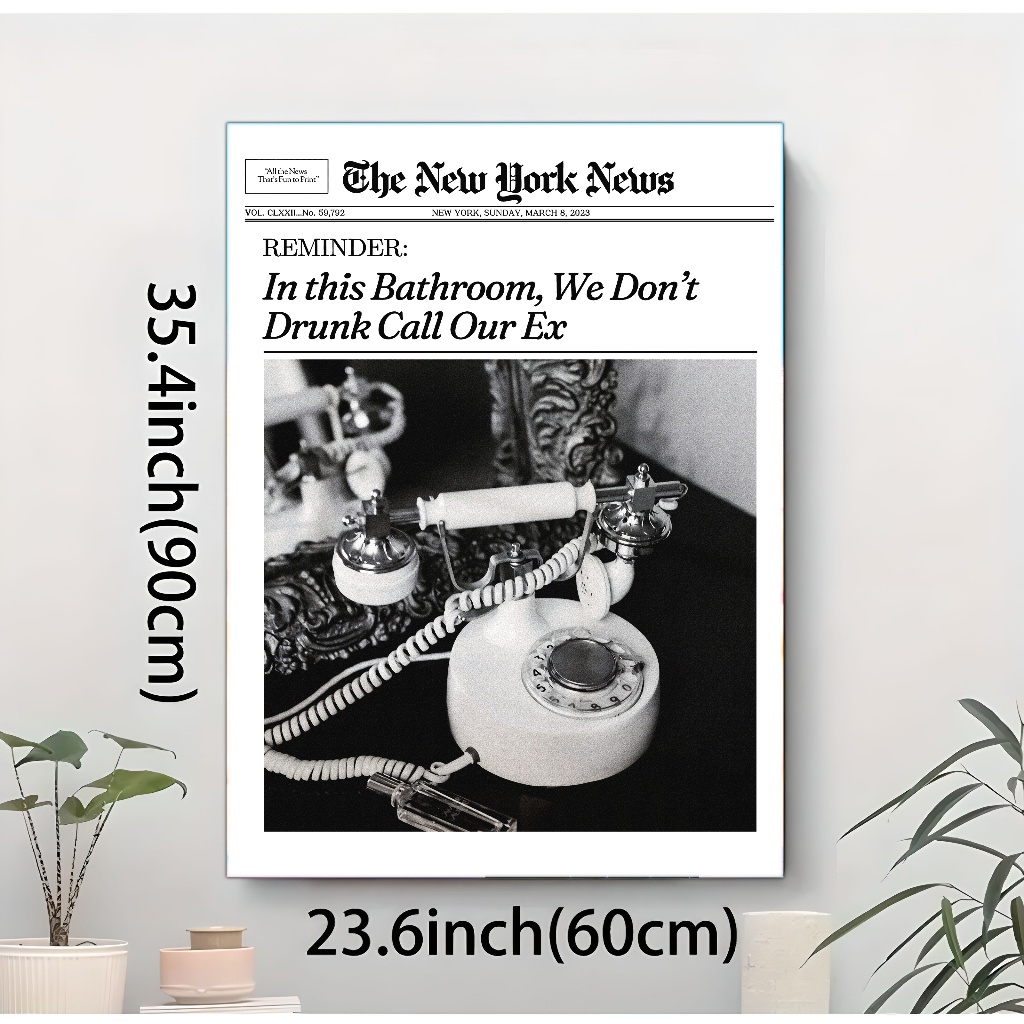 "All the News
That's Fun to Print"
The New York News
VOL. CLXXII...No. 59,792
NEW YORK, SUNDAY, MARCH 8, 2023
REMINDER:
In this Bathroom, We Don't
Drunk Call Our Ex
35.4inch(90cm)
23.6inch(60cm)